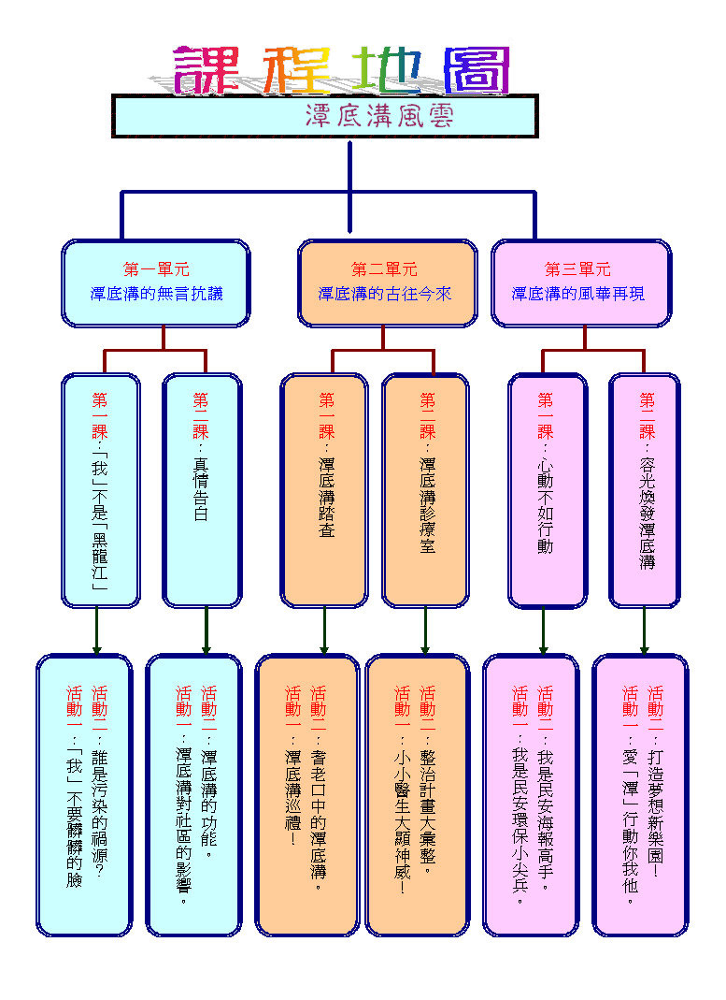 課程地圖
潭底溝風雲
第一單元
潭底溝的無言抗議
第二單元
潭底溝的古往今來
第三單元
潭底溝的風華再現
第一課：「我」不是「黑龍江」
第二課：真情告白
第一課：潭底溝踏查
第二課：潭底溝診療室
第一課：心動不如行動
第二課：容光煥發潭底溝
活動一：「我」不要髒髒的臉
活動二：誰是污染的禍源？
活動一：潭底溝對社區的影響。
活動二：潭底溝的功能。
活動一：潭底溝巡禮！
活動二：耆老口中的潭底溝。
活動一：小小醫生大顯神威！
活動二：整治計畫大彙整。
活動一：我是民安環保小尖兵。
活動二：我是民安海報高手。
活動一：愛「潭」行動你我他。
活動二：打造夢想新樂園！